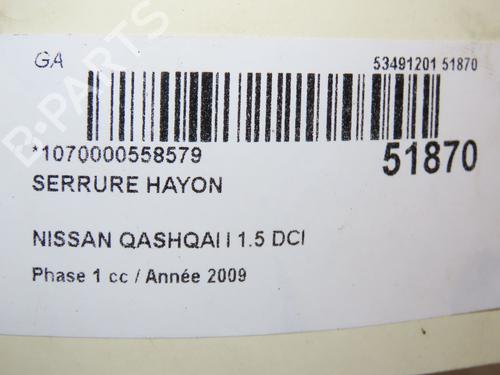 GA
53491201 51870
*1070000558579
51870
SERRURE HAYON
NISSAN QASHQAI I 1.5 DCI
Phase 1 cc / Année 2009
B-PARTS